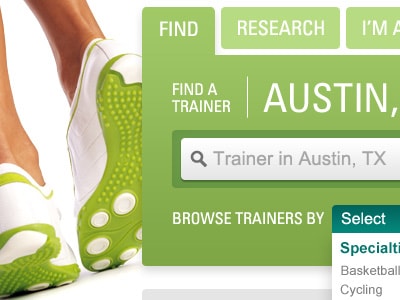 FIND
RESEARCH
I'M A
FIND A
TRAINER
AUSTIN,
Trainer in Austin, TX
BROWSE TRAINERS BY
Select
Specialti
Basketball
Cycling